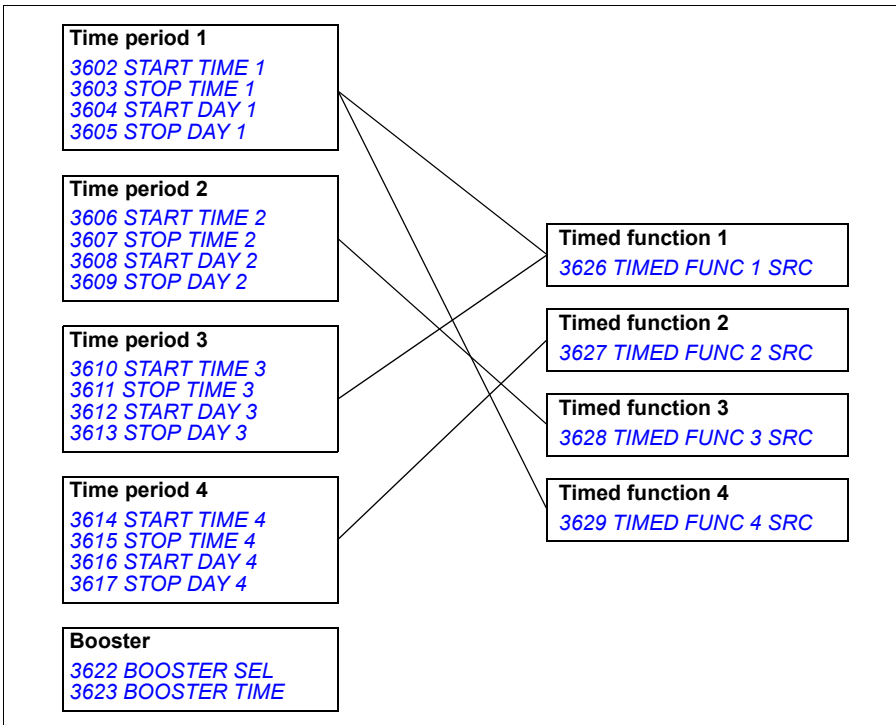 Time period 1
3602 START TIME 1
3603 STOP TIME 1
3604 START DAY 1
3605 STOP DAY 1
Time period 2
3606 START TIME 2
3607 STOP TIME 2
3608 START DAY 2
3609 STOP DAY 2
Time period 3
3610 START TIME 3
3611 STOP TIME 3
3612 START DAY 3
3613 STOP DAY 3
Time period 4
3614 START TIME 4
3615 STOP TIME 4
3616 START DAY 4
3617 STOP DAY 4
Booster
3622 BOOSTER SEL
3623 BOOSTER TIME
Timed function 1
3626 TIMED FUNC 1 SRC
Timed function 2
3627 TIMED FUNC 2 SRC
Timed function 3
3628 TIMED FUNC 3 SRC
Timed function 4
3629 TIMED FUNC 4 SRC